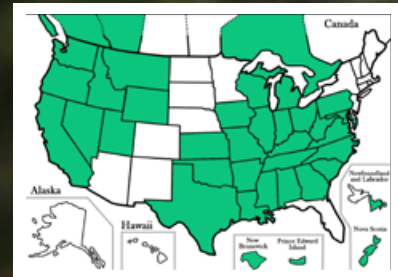 Canada
Newfoundland
and Labrador
Alaska
Hawaii
New
Brunswick
Prince Edward
Island
Nova Scotia